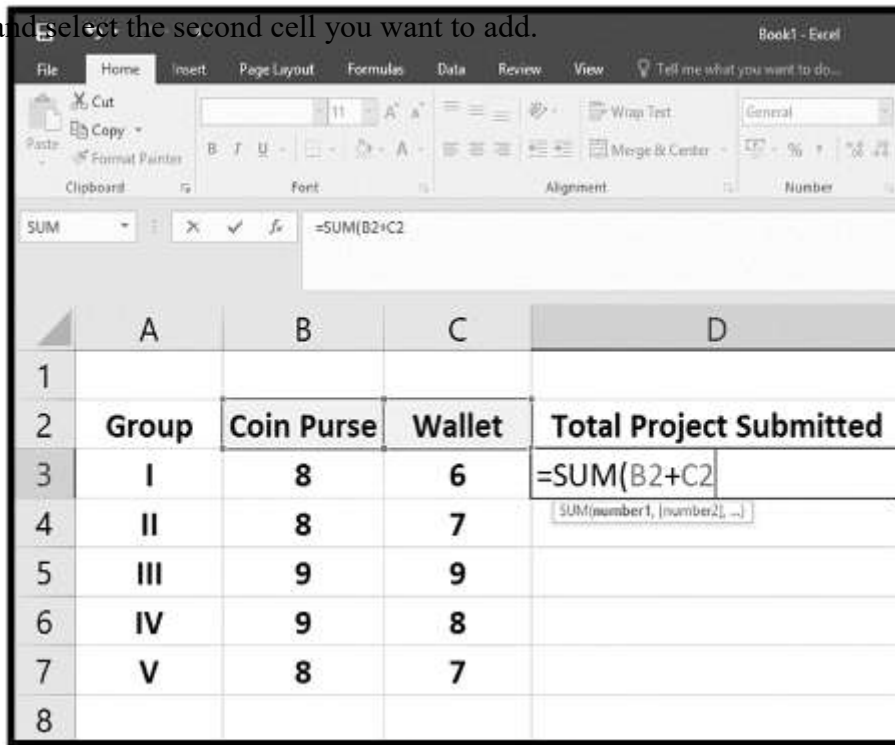 and select the second cell you want to add.
Book1 - Excel
File Home Insert Page Layout Formulas Data Review View Tell me what you want to do...
Cut
Copy
Paste
Format Painter
11
B I U
Wrap Text
Merge & Center
General
%
Clipboard Font Alignment Number
SUM fx =SUM(B2+C2
A B C D
1
2 Group Coin Purse Wallet Total Project Submitted
3 I 8 6 =SUM(B2+C2
SUM(number1, [number2], ...)
4 II 8 7
5 III 9 9
6 IV 9 8
7 V 8 7
8